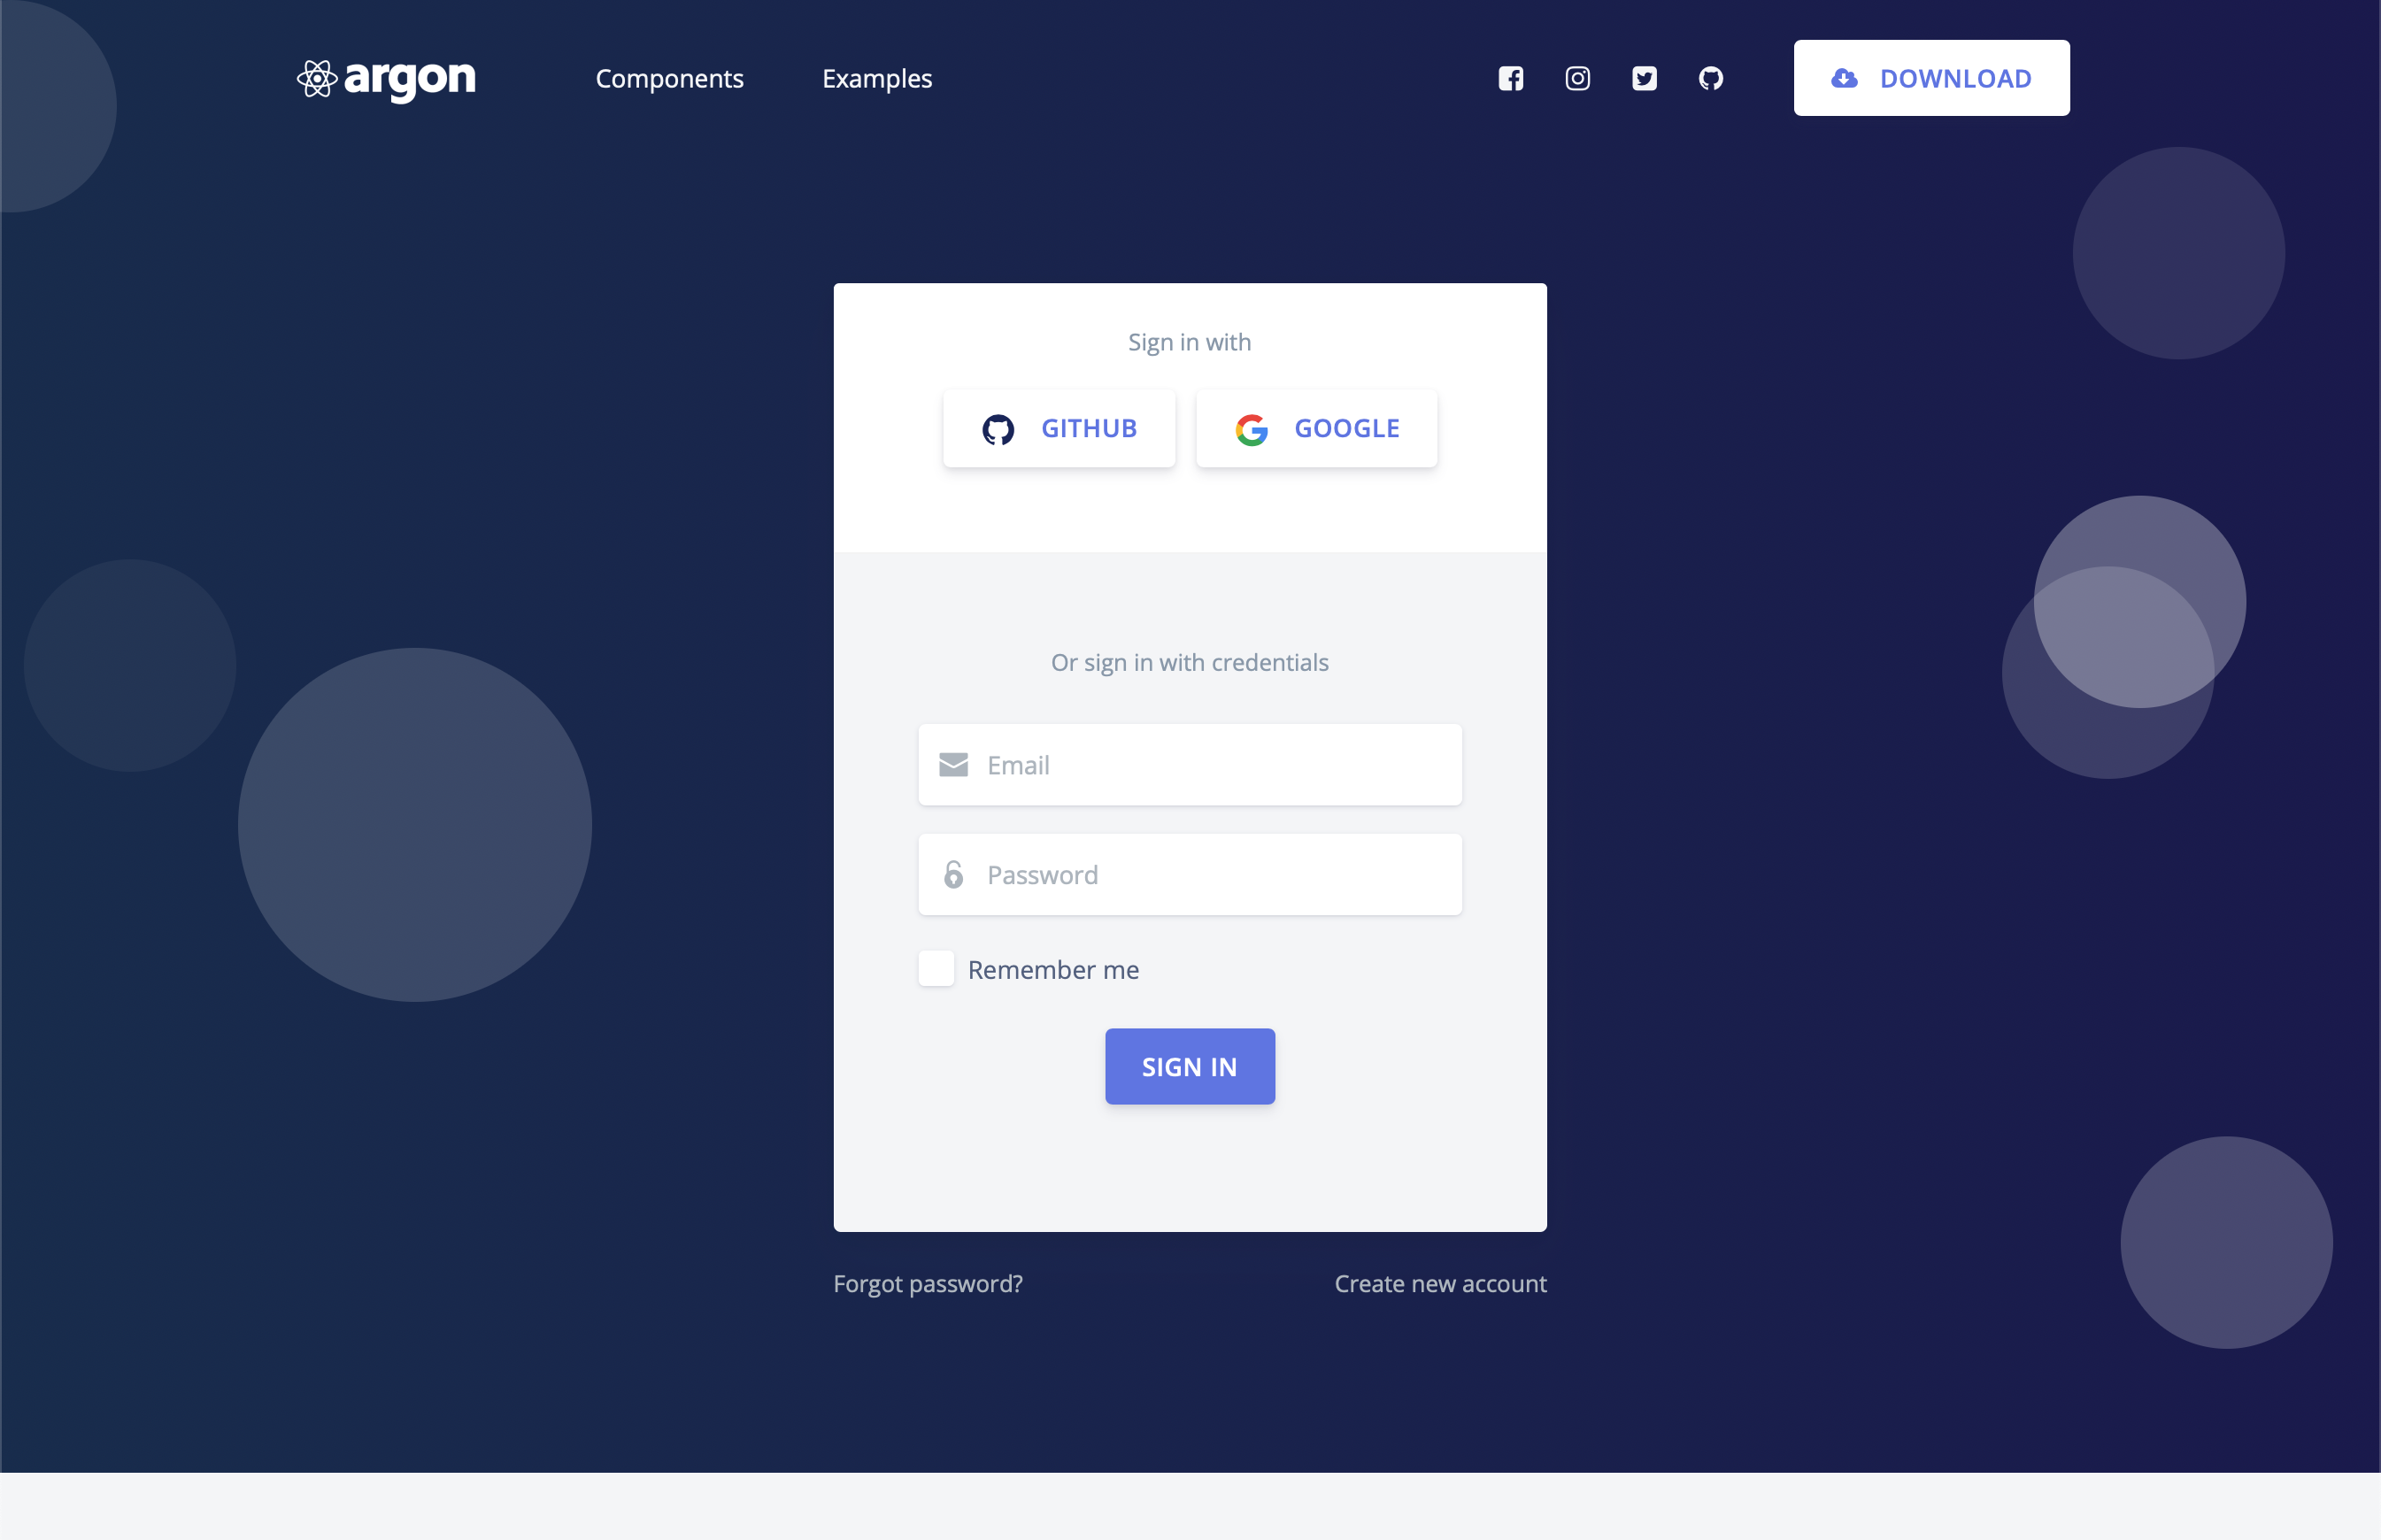 argon
Components
Examples
DOWNLOAD
Sign in with
GITHUB
GOOGLE
Or sign in with credentials
Email
Password
Remember me
SIGN IN
Forgot password?
Create new account